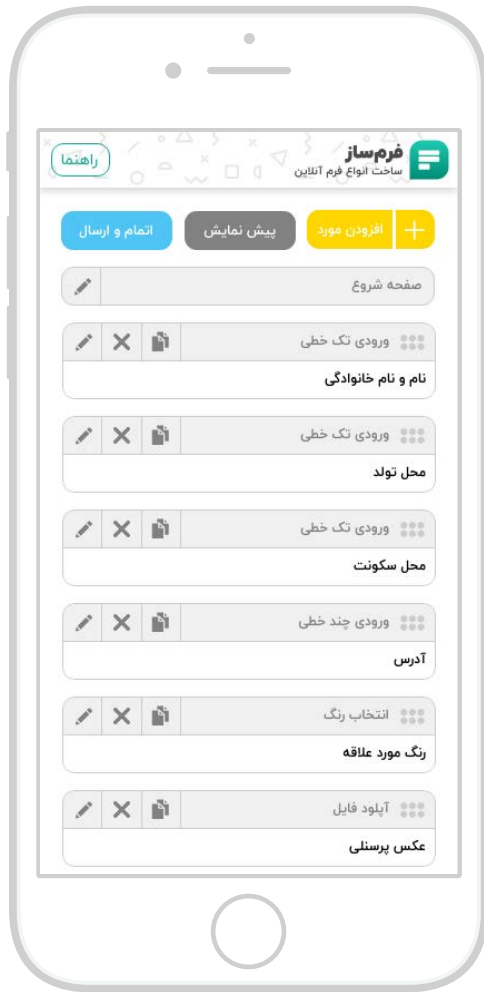 فرم‌ساز
ساخت انواع فرم آنلاین
راهنما
افزودن مورد
پیش نمایش
اتمام و ارسال
صفحه شروع
ورودی تک خطی
نام و نام خانوادگی
ورودی تک خطی
محل تولد
ورودی تک خطی
محل سکونت
ورودی چند خطی
آدرس
انتخاب رنگ
رنگ مورد علاقه
آپلود فایل
عکس پرسنلی